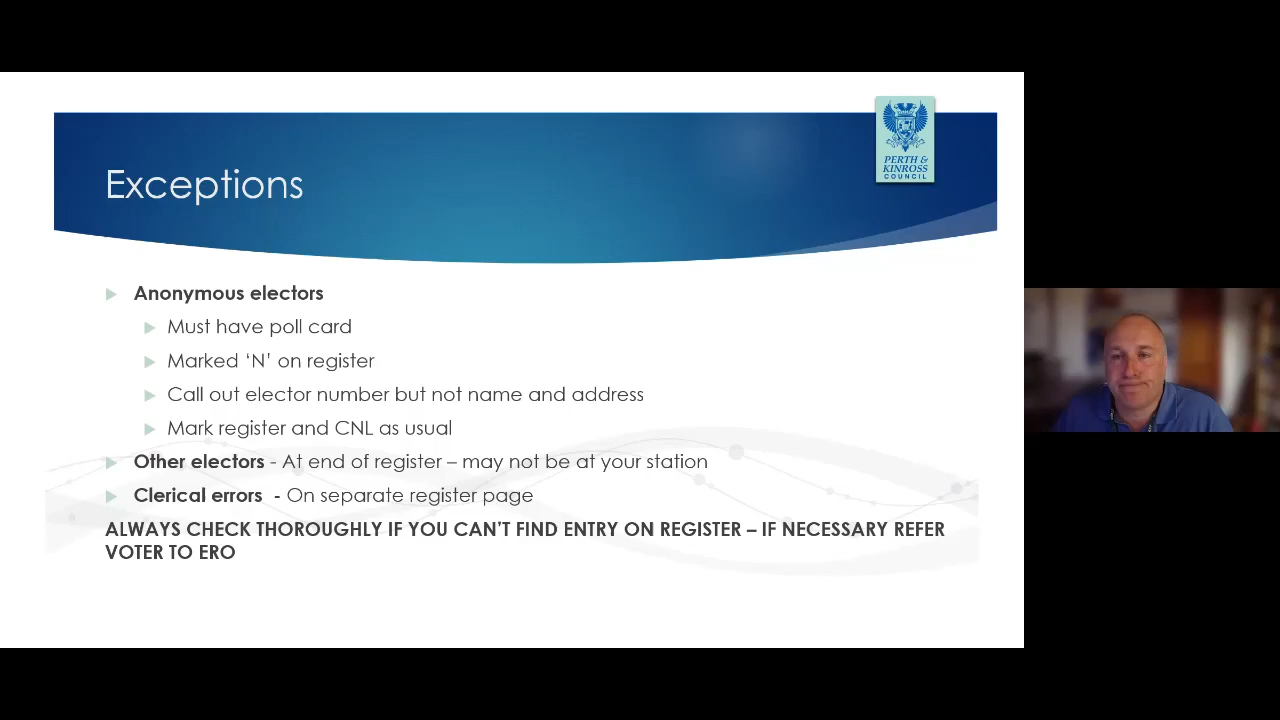 PERTH &
KINROSS
COUNCIL
Exceptions
Anonymous electors
Must have poll card
Marked ‘N’ on register
Call out elector number but not name and address
Mark register and CNL as usual
Other electors - At end of register – may not be at your station
Clerical errors - On separate register page
ALWAYS CHECK THOROUGHLY IF YOU CAN’T FIND ENTRY ON REGISTER – IF NECESSARY REFER
VOTER TO ERO